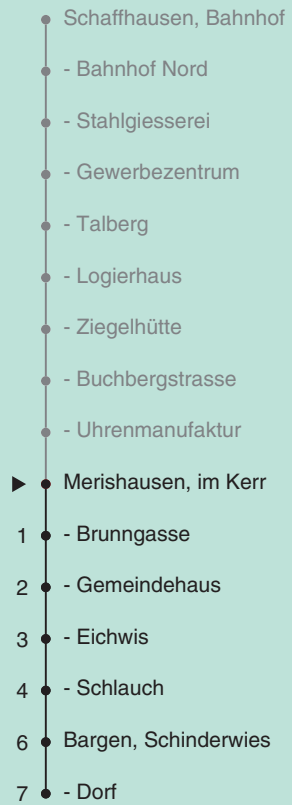 Schaffhausen, Bahnhof
- Bahnhof Nord
- Stahlgiesserei
- Gewerbezentrum
- Talberg
- Logierhaus
- Ziegelhütte
- Buchbergstrasse
- Uhrenmanufaktur
Merishausen, im Kerr
1 - Brunngasse
2 - Gemeindehaus
3 - Eichwis
4 - Schlauch
6 Bargen, Schinderwies
7 - Dorf